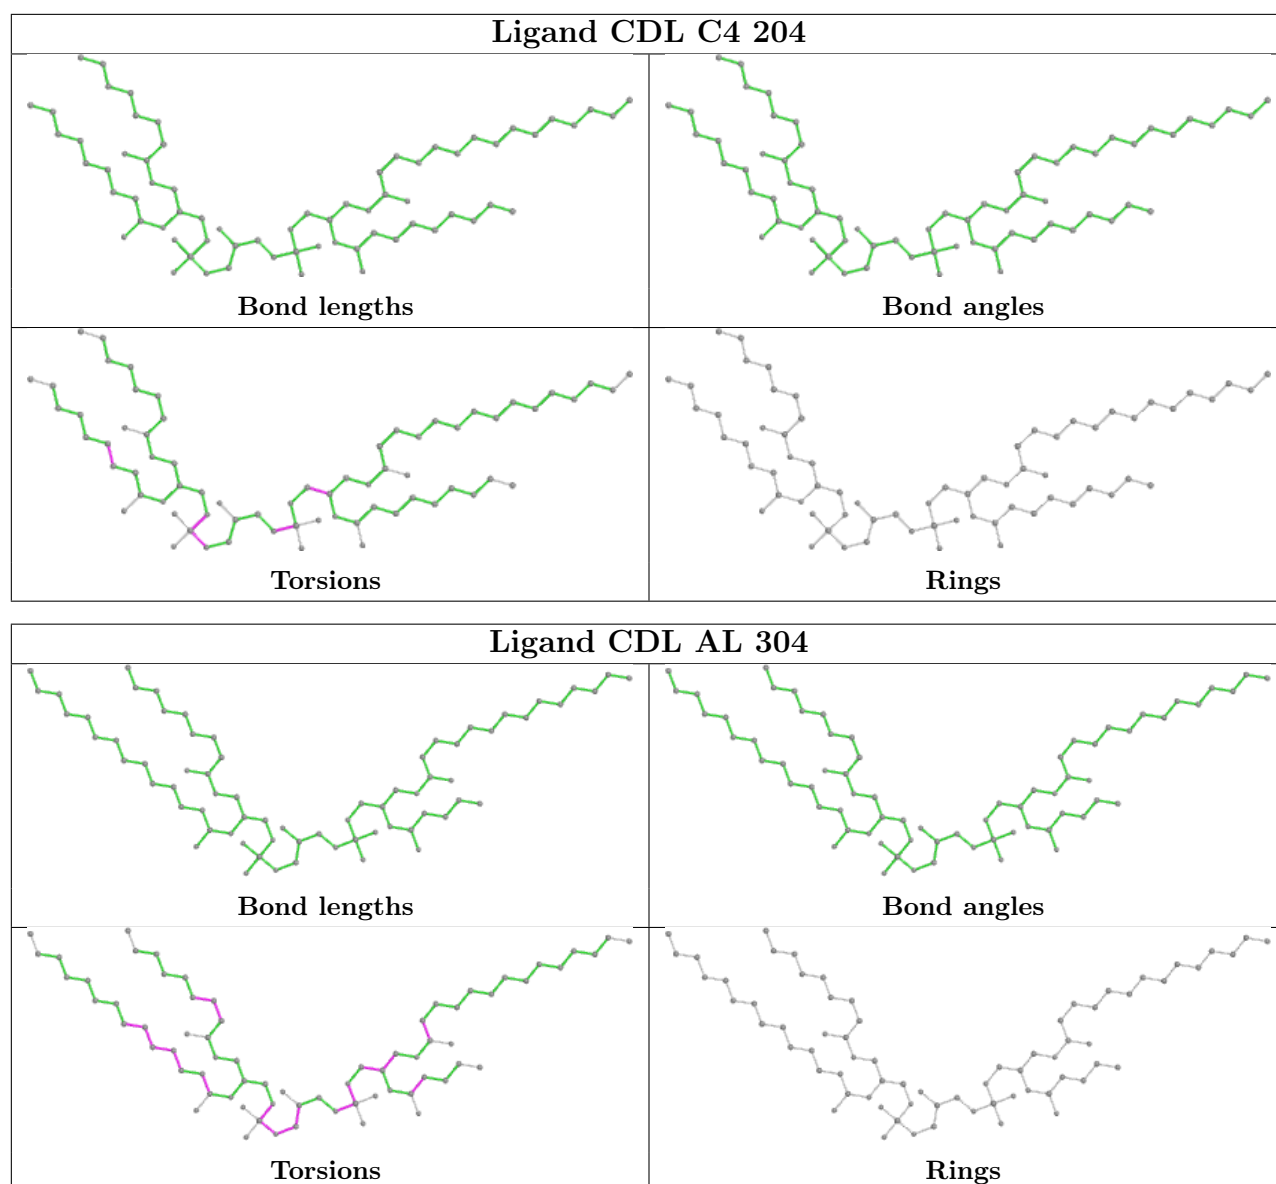 Ligand CDL C4 204
Bond lengths
Bond angles
Torsions
Rings
Ligand CDL AL 304
Bond lengths
Bond angles
Torsions
Rings